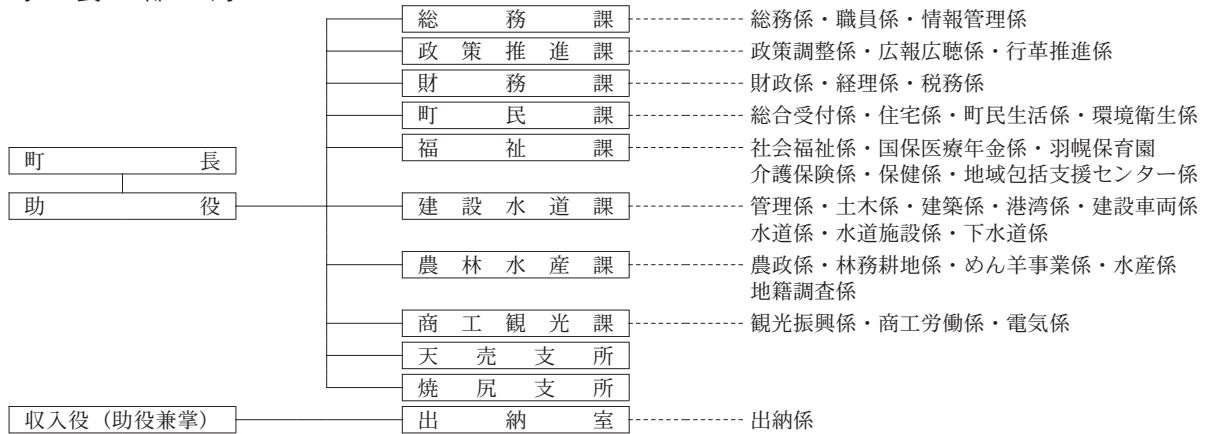 総務課 総務係・職員係・情報管理係
政策推進課 政策調整係・広報広聴係・行革推進係
財務課 財政係・経理係・税務係
町民課 総合受付係・住宅係・町民生活係・環境衛生係
町長
福祉課 社会福祉係・国保医療年金係・羽幌保育園
介護保険係・保健係・地域包括支援センター係
助役
建設水道課 管理係・土木係・建築係・港湾係・建設車両係
水道係・水道施設係・下水道係
農林水産課 農政係・林務耕地係・めん羊事業係・水産係
地籍調査係
商工観光課 観光振興係・商工労働係・電気係
天売支所
焼尻支所
収入役（助役兼掌） 出納室 出納係